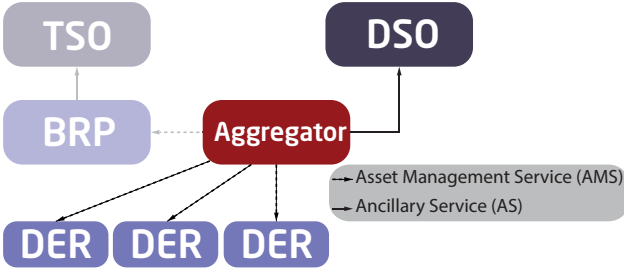 TSO
DSO
BRP
Aggregator
Asset Management Service (AMS)
Ancillary Service (AS)
DER
DER
DER